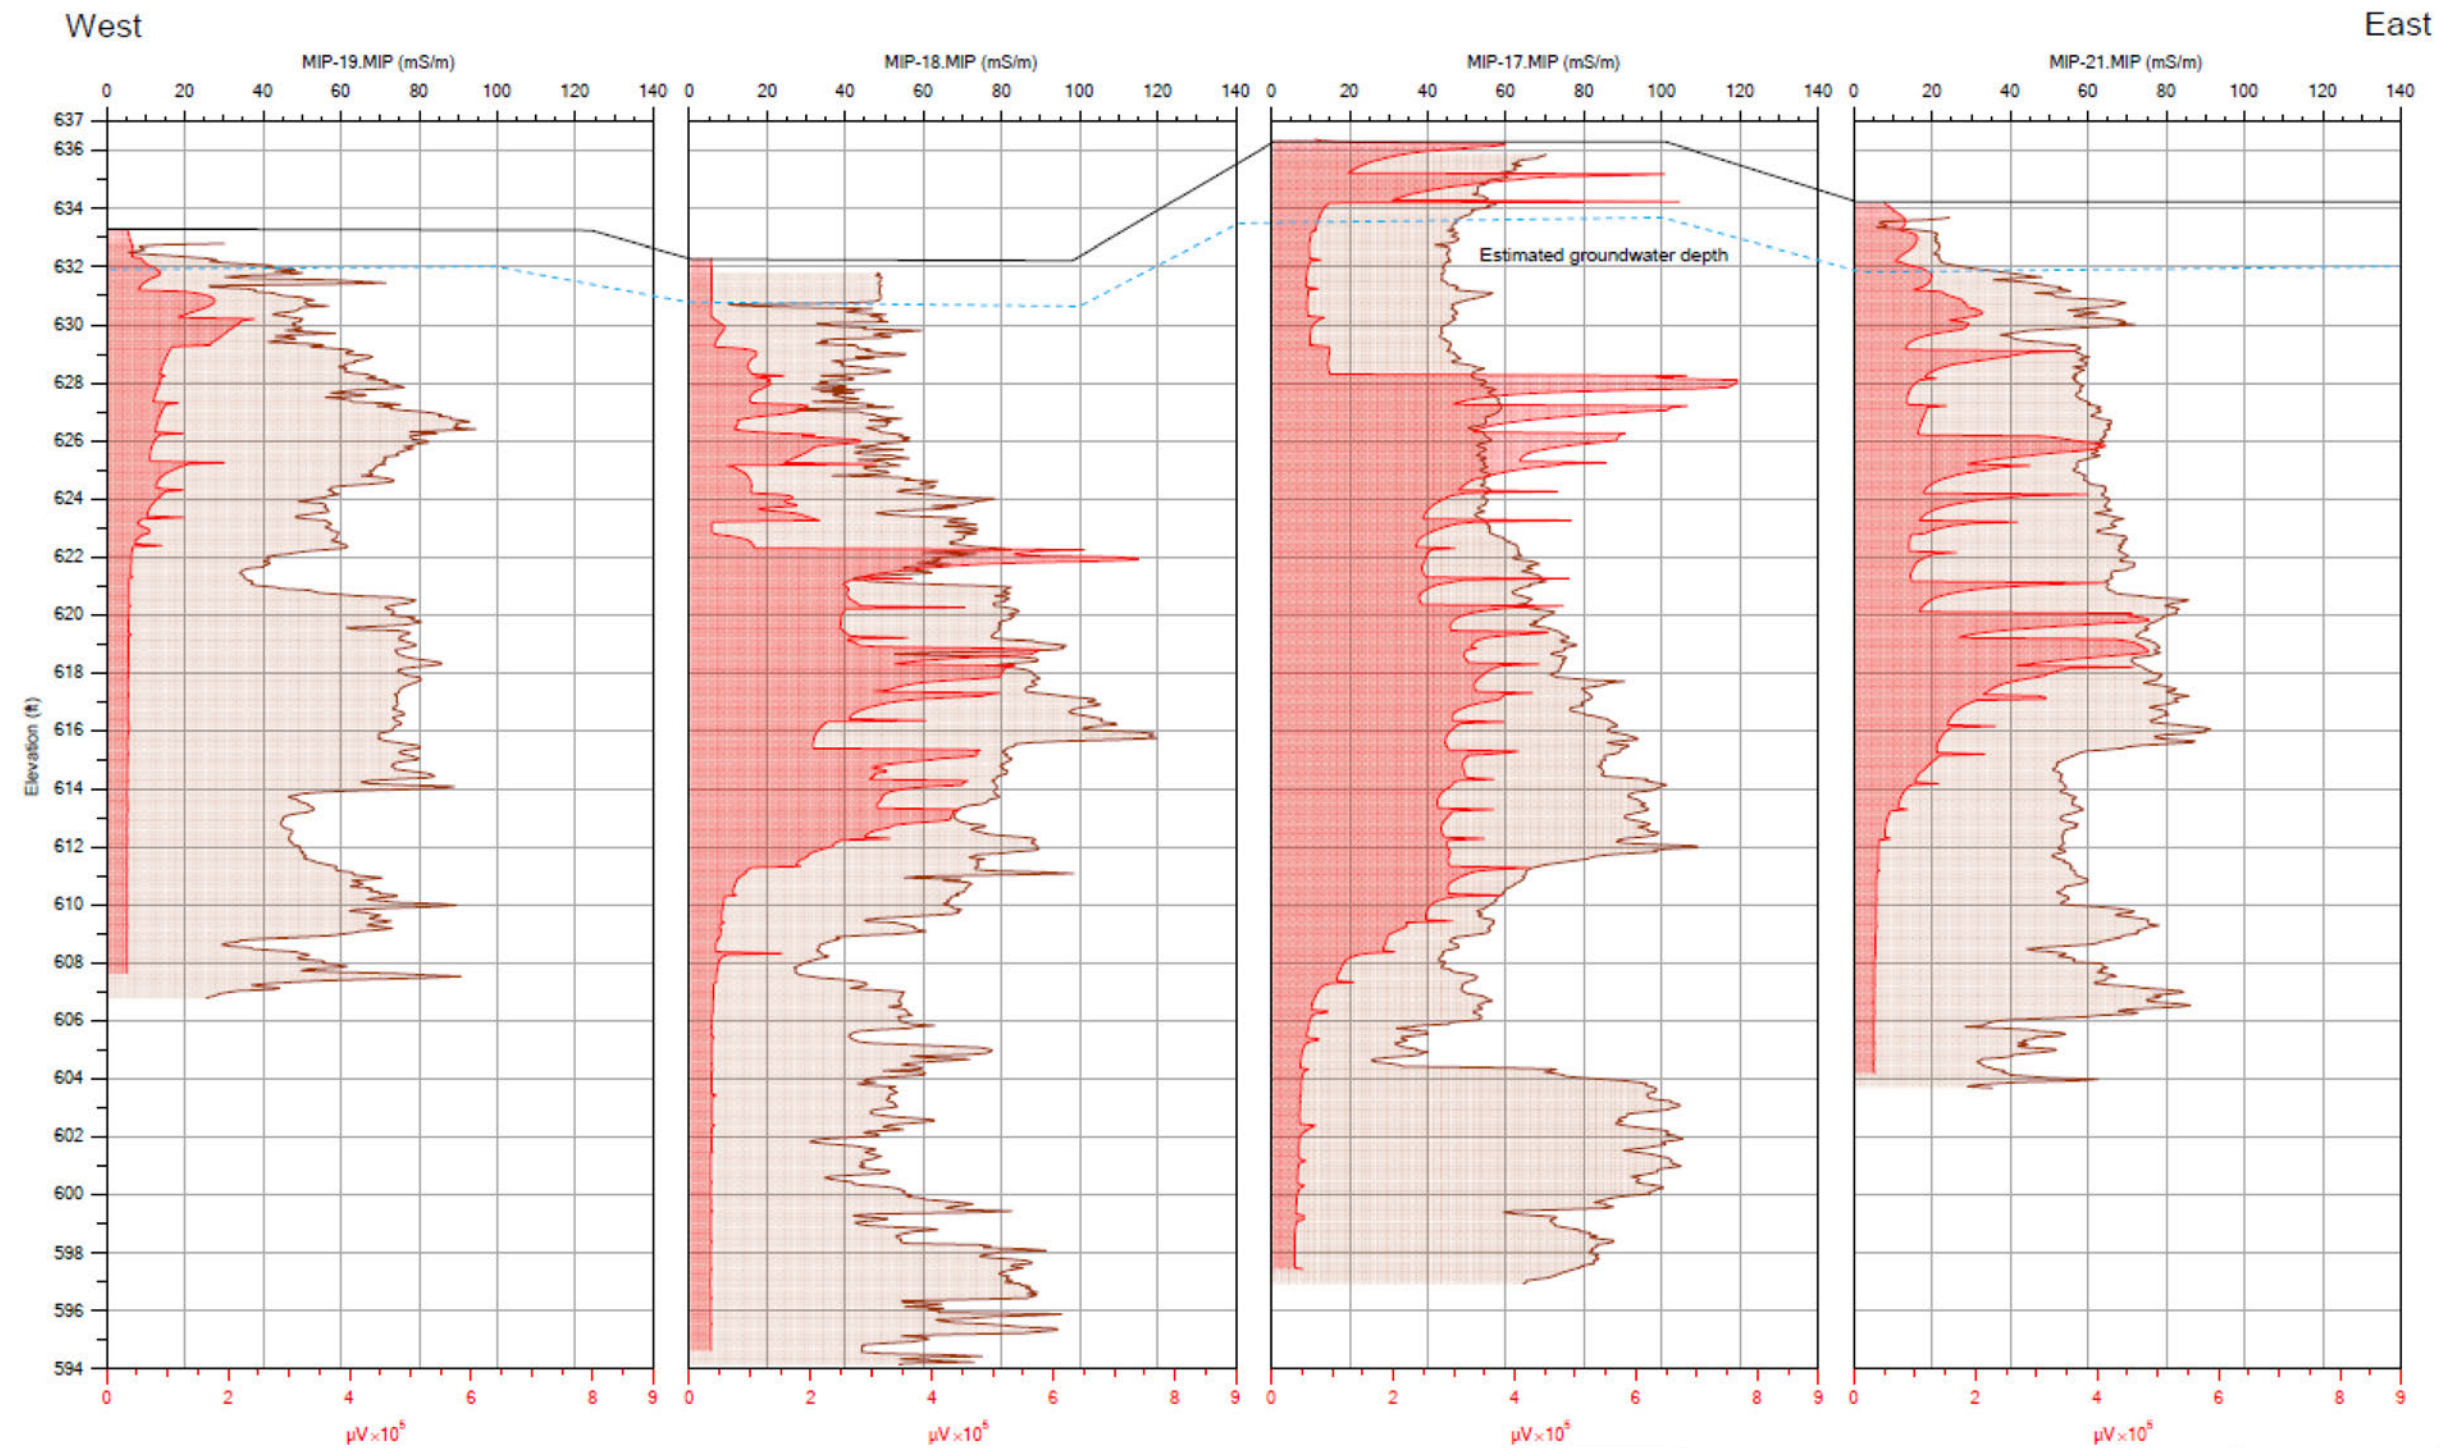 West
East
MIP-19.MIP (mS/m)
MIP-18.MIP (mS/m)
MIP-17.MIP (mS/m)
MIP-21.MIP (mS/m)
0 20 40 60 80 100 120 140
0 20 40 60 80 100 120 140
0 20 40 60 80 100 120 140
0 20 40 60 80 100 120 140
637
636
634
632
Estimated groundwater depth
630
628
626
624
622
620
618
616
614
612
610
608
606
604
602
600
598
596
594
Elevation (ft)
0 2 4 6 8 9
0 2 4 6 8 9
0 2 4 6 8 9
0 2 4 6 8 9
µV×10⁵
µV×10⁵
µV×10⁵
µV×10⁵